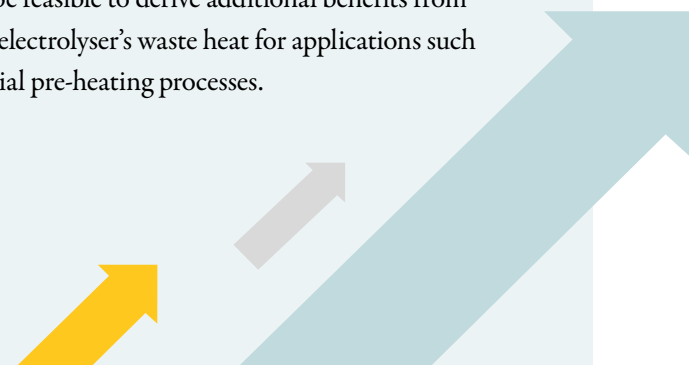 be feasible to derive additional benefits from
electrolyser’s waste heat for applications such
ial pre-heating processes.